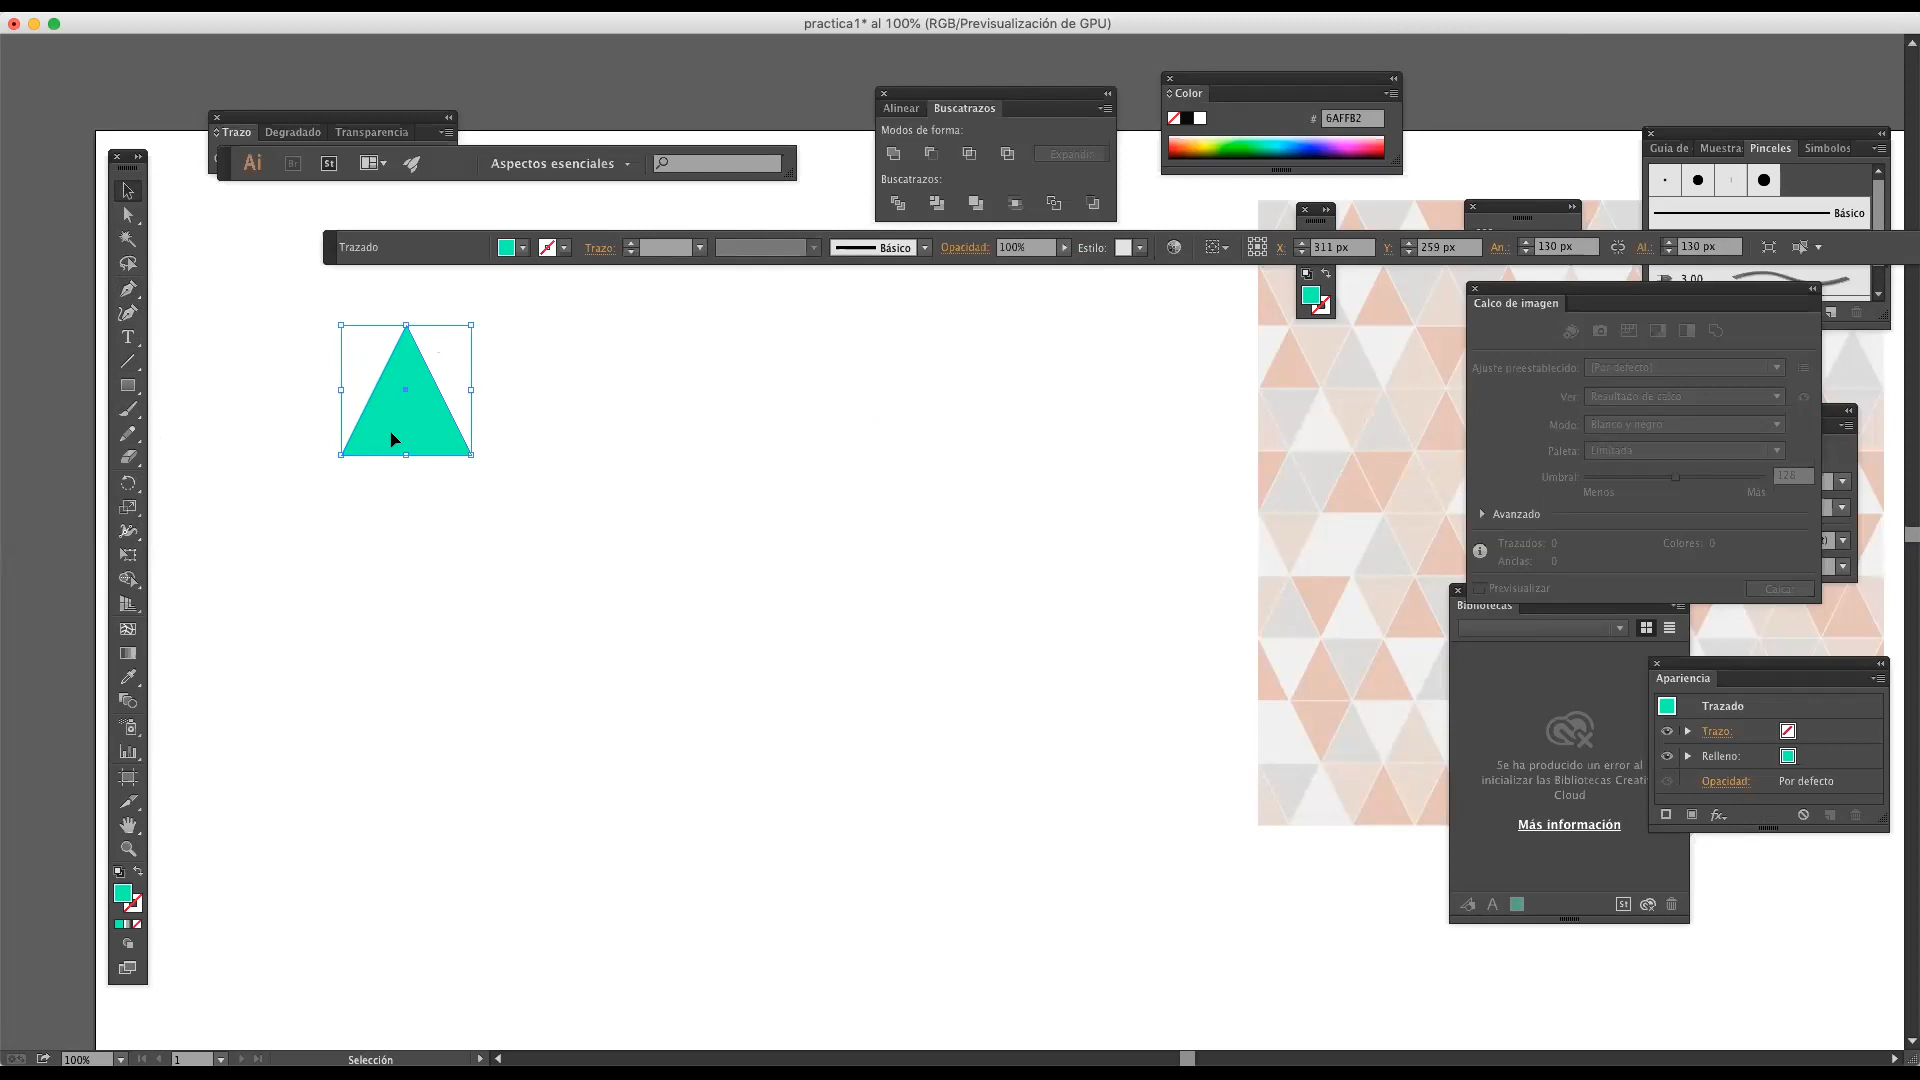 practica1* al 100% (RGB/Previsualización de GPU)
Trazo Degradado Transparencia
Ai Br St Aspectos esenciales
Alinear Buscatrazos
Modos de forma:
Expandir
Buscatrazos:
Color
# 6AFFB2
Guía de Muestra: Pinceles Símbolos
Básico
3.00
Trazado Trazo: Básico Opacidad: 100% Estilo: X: 311 px Y: 259 px An.: 130 px Al.: 130 px
Calco de imagen
Ajuste preestablecido: [Por defecto]
Ver: Resultado de calco
Modo: Blanco y negro
Paleta: Limitada
Umbral: 128
Menos Más
Avanzado
Trazados: 0 Colores: 0
Anclas: 0
Previsualizar Calcar
Bibliotecas
Se ha producido un error al
inicializar las Bibliotecas Creati
Cloud
Más información
A St
Apariencia
Trazado
Trazo:
Relleno:
Opacidad: Por defecto
fx
T
100% 1 Selección